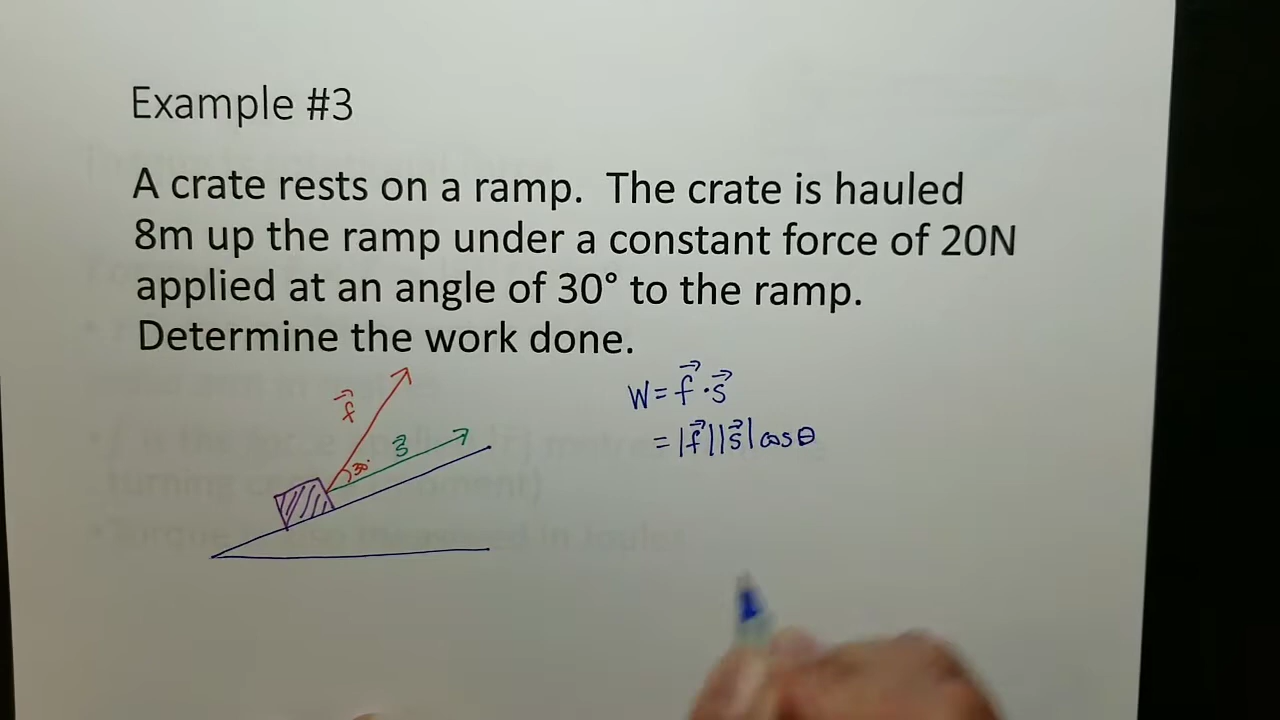 Example #3
A crate rests on a ramp. The crate is hauled
8m up the ramp under a constant force of 20N
applied at an angle of 30° to the ramp.
Determine the work done.
W = f⃗ · s⃗
= |f⃗||s⃗| cos θ
f⃗
s⃗
30°